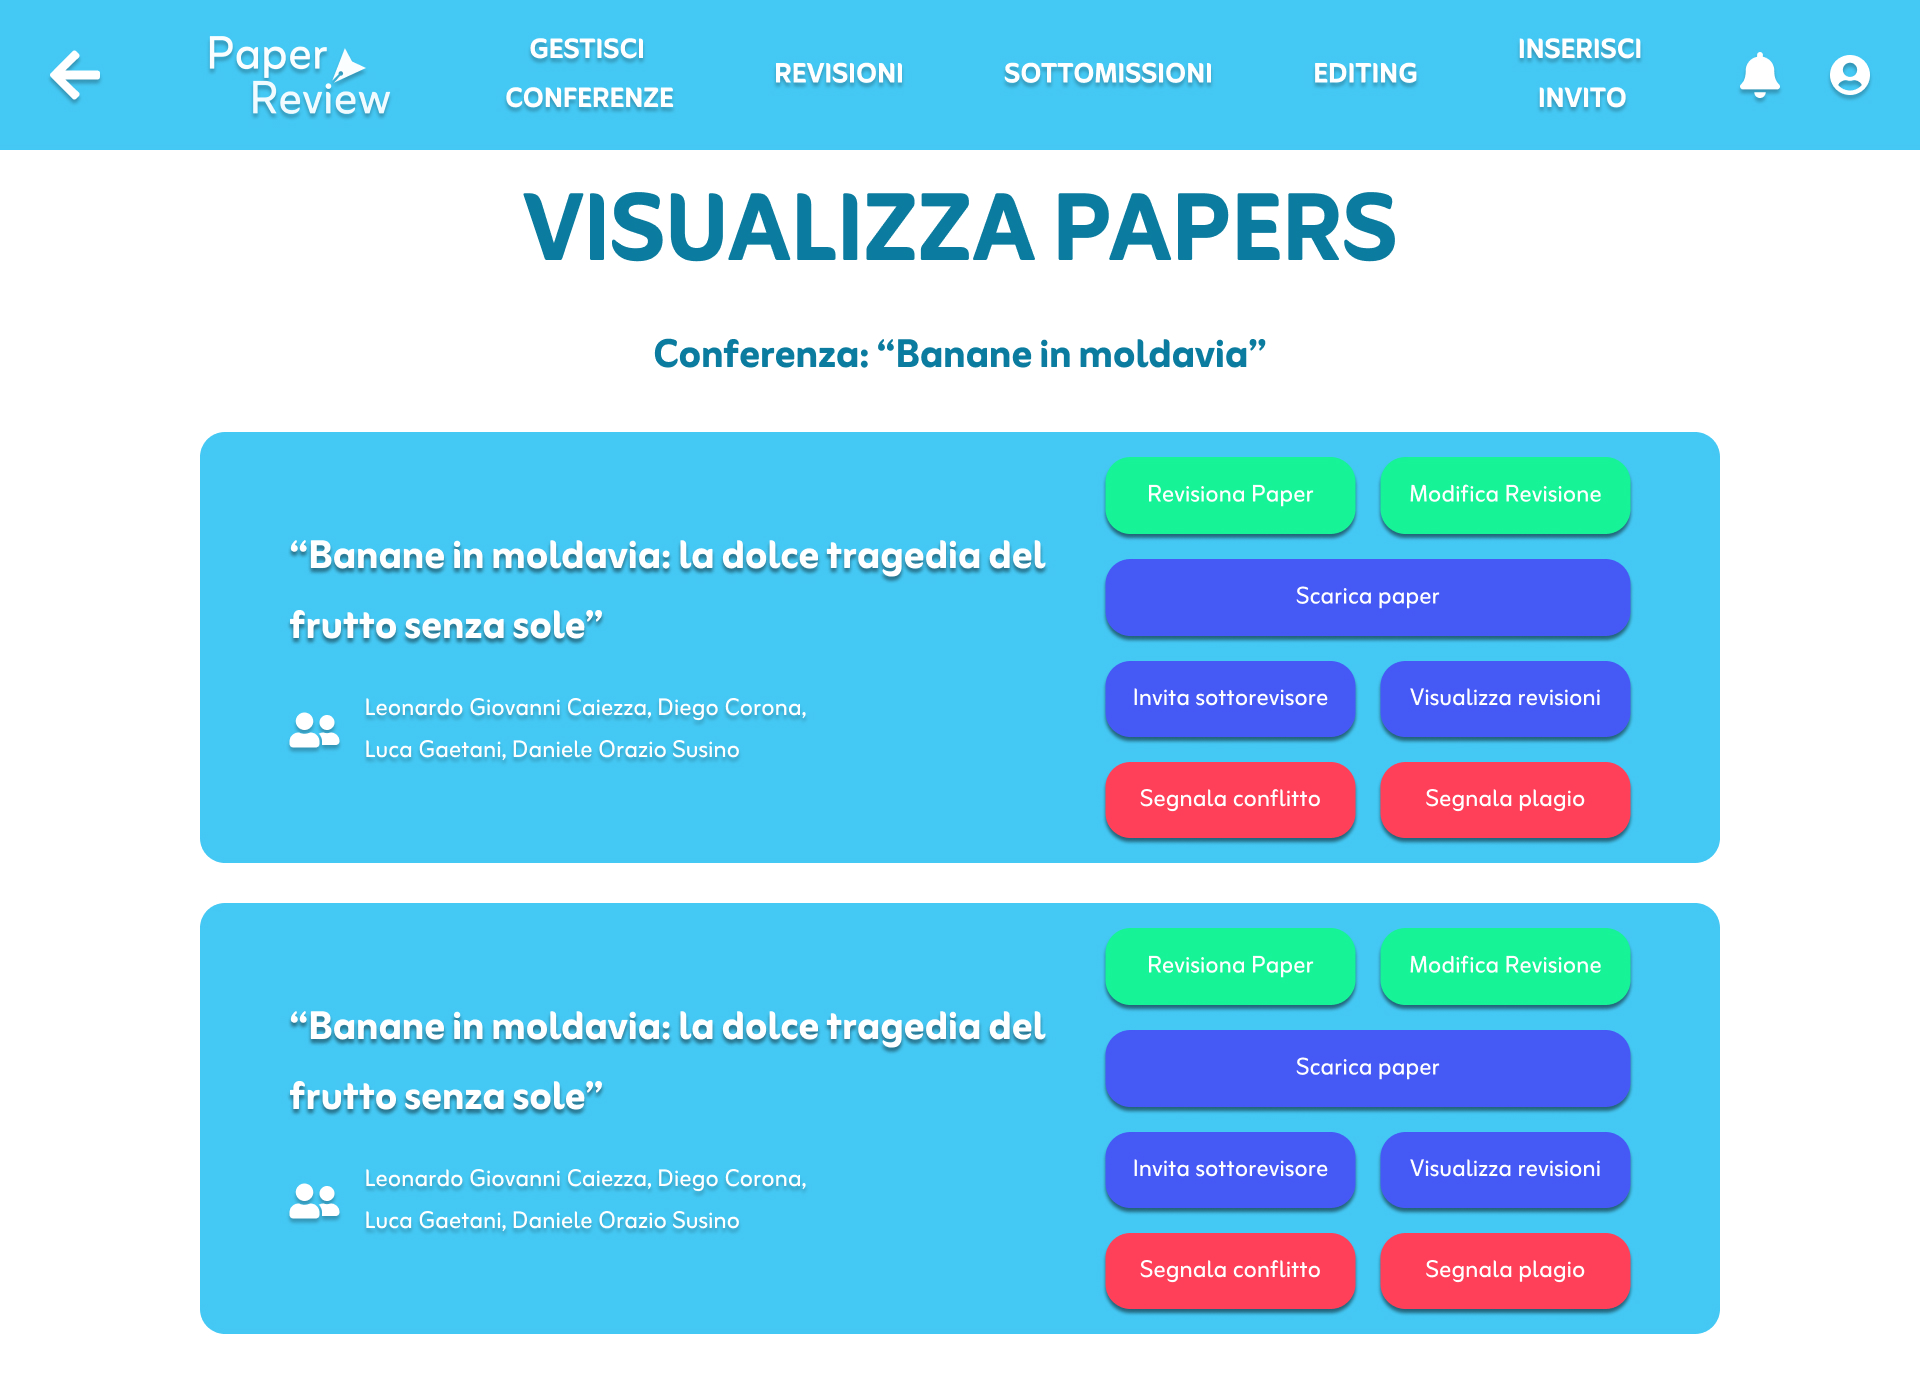 Paper
Review
GESTISCI
CONFERENZE
REVISIONI
SOTTOMISSIONI
EDITING
INSERISCI
INVITO
VISUALIZZA PAPERS
Conferenza: “Banane in moldavia”
“Banane in moldavia: la dolce tragedia del
frutto senza sole”
Leonardo Giovanni Caiezza, Diego Corona,
Luca Gaetani, Daniele Orazio Susino
Revisiona Paper
Modifica Revisione
Scarica paper
Invita sottorevisore
Visualizza revisioni
Segnala conflitto
Segnala plagio
“Banane in moldavia: la dolce tragedia del
frutto senza sole”
Leonardo Giovanni Caiezza, Diego Corona,
Luca Gaetani, Daniele Orazio Susino
Revisiona Paper
Modifica Revisione
Scarica paper
Invita sottorevisore
Visualizza revisioni
Segnala conflitto
Segnala plagio